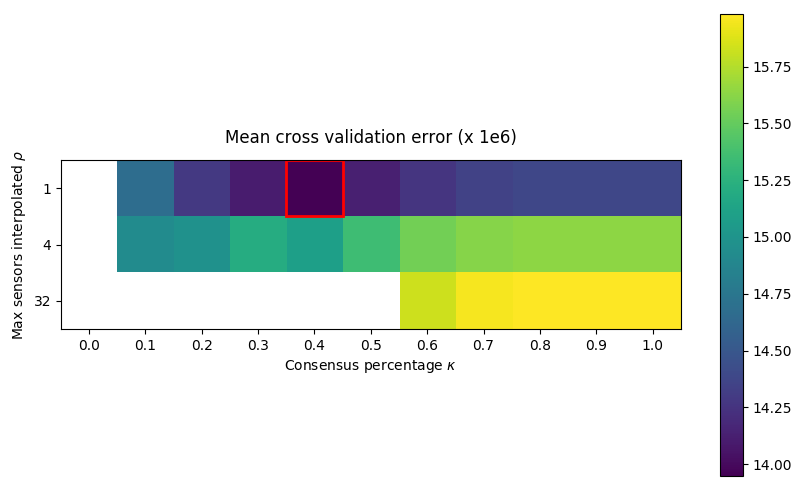 Mean cross validation error (x 1e6)
Max sensors interpolated ρ
1
4
32
0.0 0.1 0.2 0.3 0.4 0.5 0.6 0.7 0.8 0.9 1.0
Consensus percentage κ
15.75
15.50
15.25
15.00
14.75
14.50
14.25
14.00